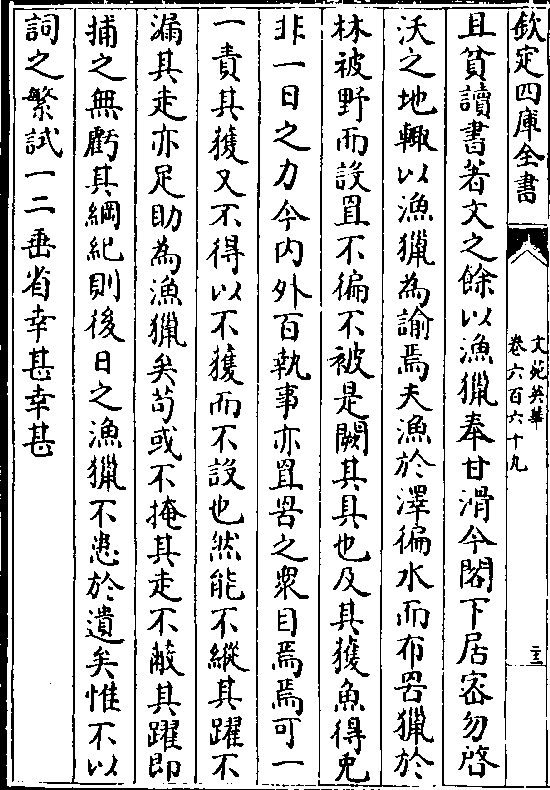 欽定四庫全書
文苑英華
卷六百六十九
主
且貧讀書著文之餘以漁獵奉甘滑今閣下居密勿啓
沃之地輙以漁獵為諭焉夫漁於澤徧水而布罟獵於
林被野而設罝不徧不被是闕其具也及其獲魚得兎
非一日之力今内外百執事亦罝罟之衆目焉焉可一
一責其獲又不得以不獲而不設也然能不縱其躍不
漏其走亦足助為漁獵矣苟或不掩其走不蔽其躍即
捕之無虧其綱紀則後日之漁獵不患於遺矣惟不以
詞之繁試一二垂省幸甚幸甚